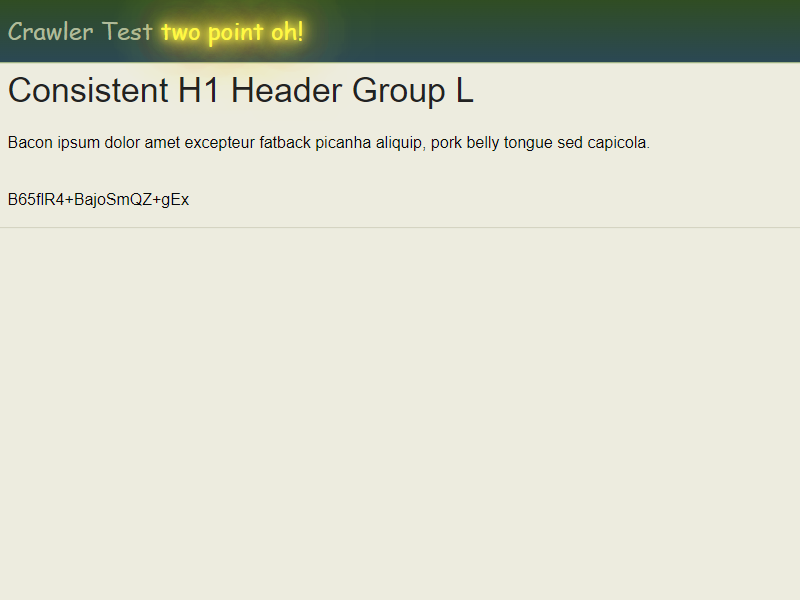 Crawler Test two point oh!
Consistent H1 Header Group L
Bacon ipsum dolor amet excepteur fatback picanha aliquip, pork belly tongue sed capicola.
B65flR4+BajoSmQZ+gEx